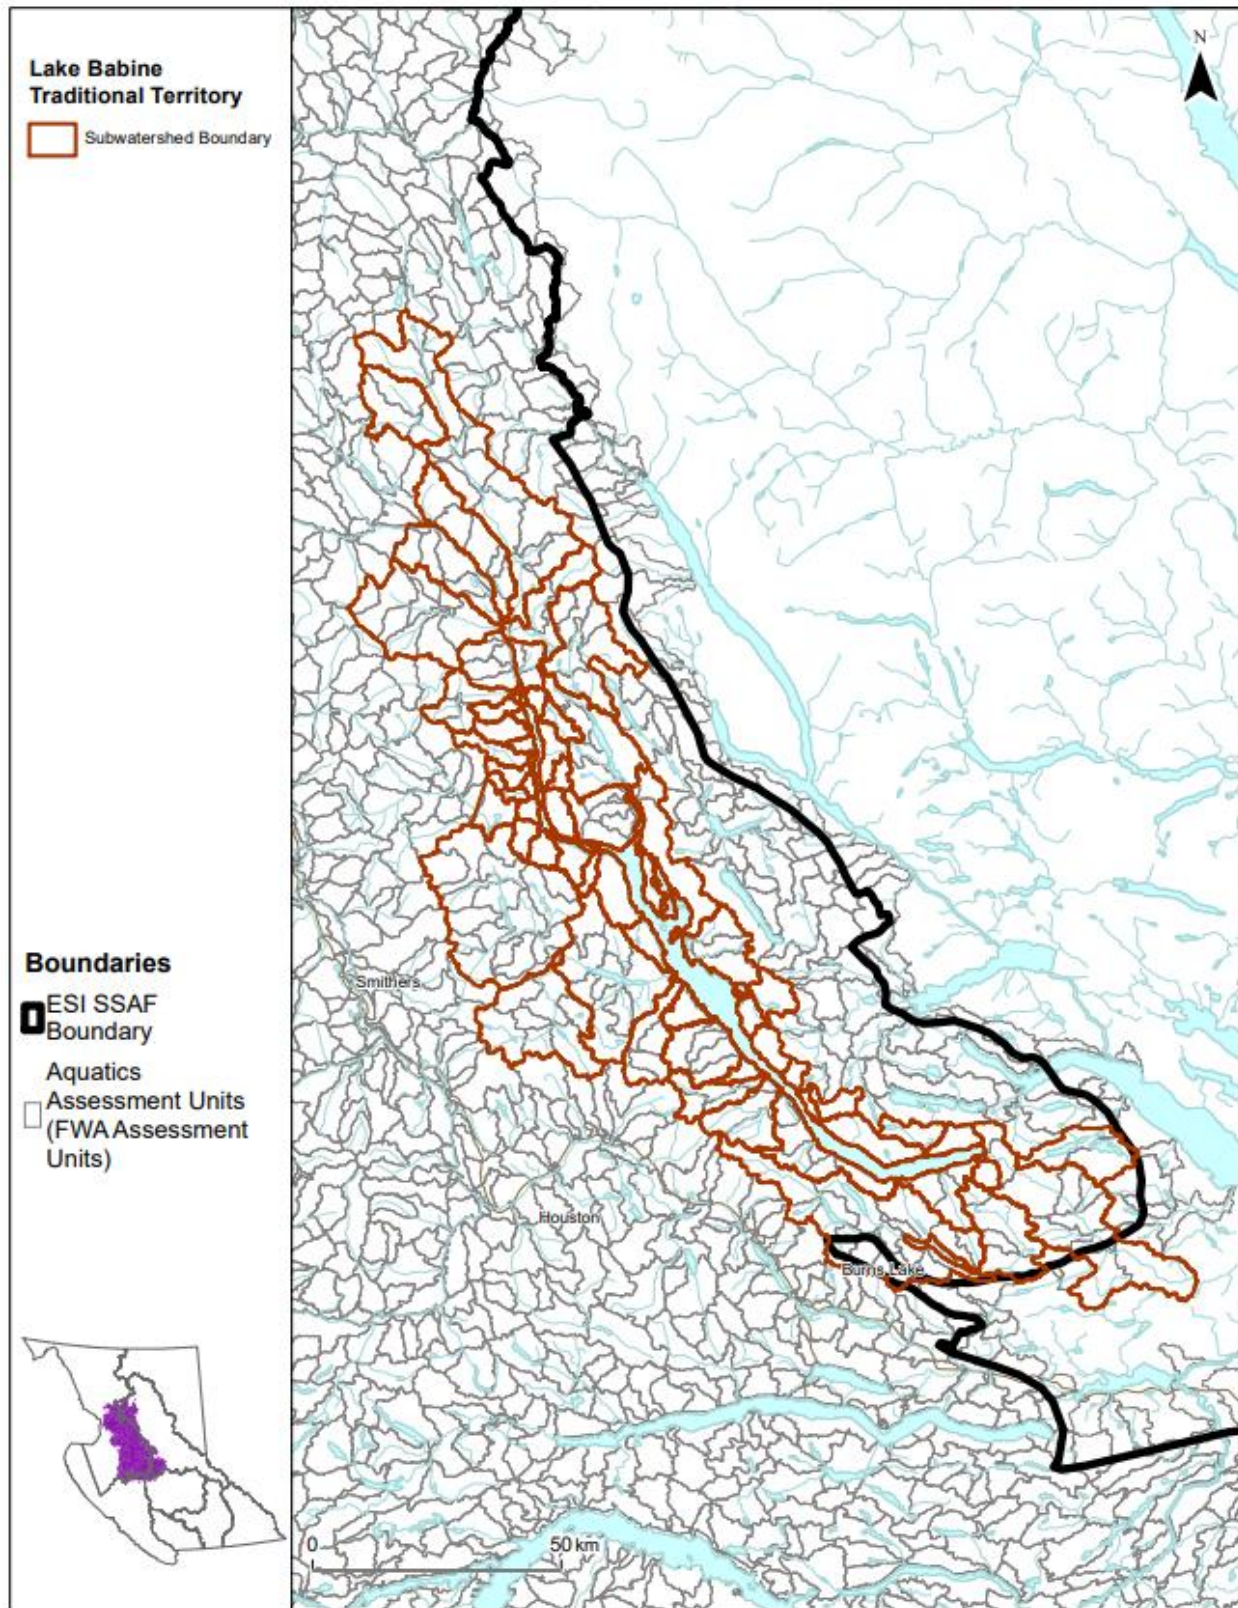 Lake Babine
Traditional Territory
Subwatershed Boundary
N
Boundaries
ESI SSAF
Boundary
Aquatics
Assessment Units
(FWA Assessment
Units)
Smithers
Houston
Burns Lake
0 50 km